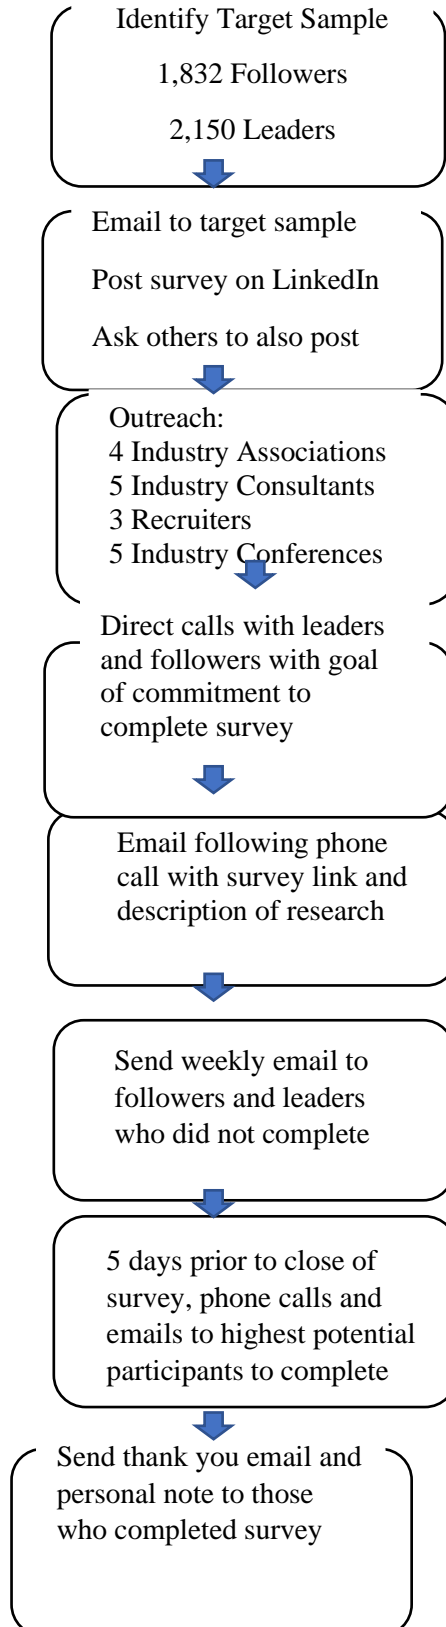 Identify Target Sample
1,832 Followers
2,150 Leaders
Email to target sample
Post survey on LinkedIn
Ask others to also post
Outreach:
4 Industry Associations
5 Industry Consultants
3 Recruiters
5 Industry Conferences
Direct calls with leaders
and followers with goal
of commitment to
complete survey
Email following phone
call with survey link and
description of research
Send weekly email to
followers and leaders
who did not complete
5 days prior to close of
survey, phone calls and
emails to highest potential
participants to complete
Send thank you email and
personal note to those
who completed survey